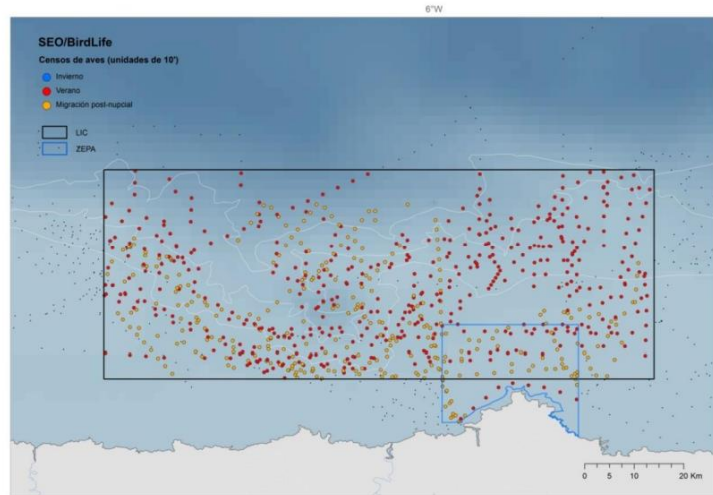 6°W
SEO/BirdLife
Censos de aves (unidades de 10')
Invierno
Verano
Migración post-nupcial
LIC
ZEPA
0 5 10 20 Km